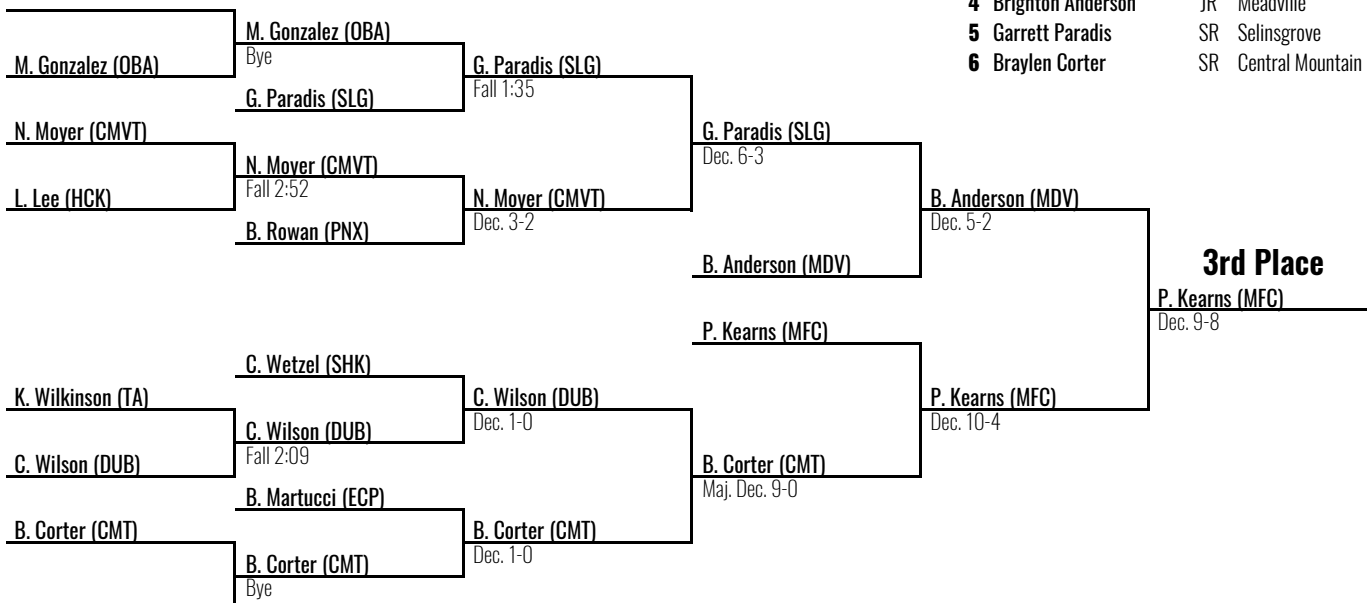 4 Brighton Anderson JR Meadville
5 Garrett Paradis SR Selinsgrove
6 Braylen Corter SR Central Mountain
M. Gonzalez (OBA)
Bye
M. Gonzalez (OBA)
G. Paradis (SLG)
Fall 1:35
G. Paradis (SLG)
N. Moyer (CMVT)
G. Paradis (SLG)
Dec. 6-3
N. Moyer (CMVT)
Fall 2:52
L. Lee (HCK)
N. Moyer (CMVT)
Dec. 3-2
B. Anderson (MDV)
Dec. 5-2
B. Rowan (PNX)
B. Anderson (MDV)
3rd Place
P. Kearns (MFC)
Dec. 9-8
P. Kearns (MFC)
C. Wetzel (SHK)
K. Wilkinson (TA)
C. Wilson (DUB)
Dec. 1-0
P. Kearns (MFC)
Dec. 10-4
C. Wilson (DUB)
Fall 2:09
C. Wilson (DUB)
B. Corter (CMT)
Maj. Dec. 9-0
B. Martucci (ECP)
B. Corter (CMT)
B. Corter (CMT)
Dec. 1-0
B. Corter (CMT)
Bye